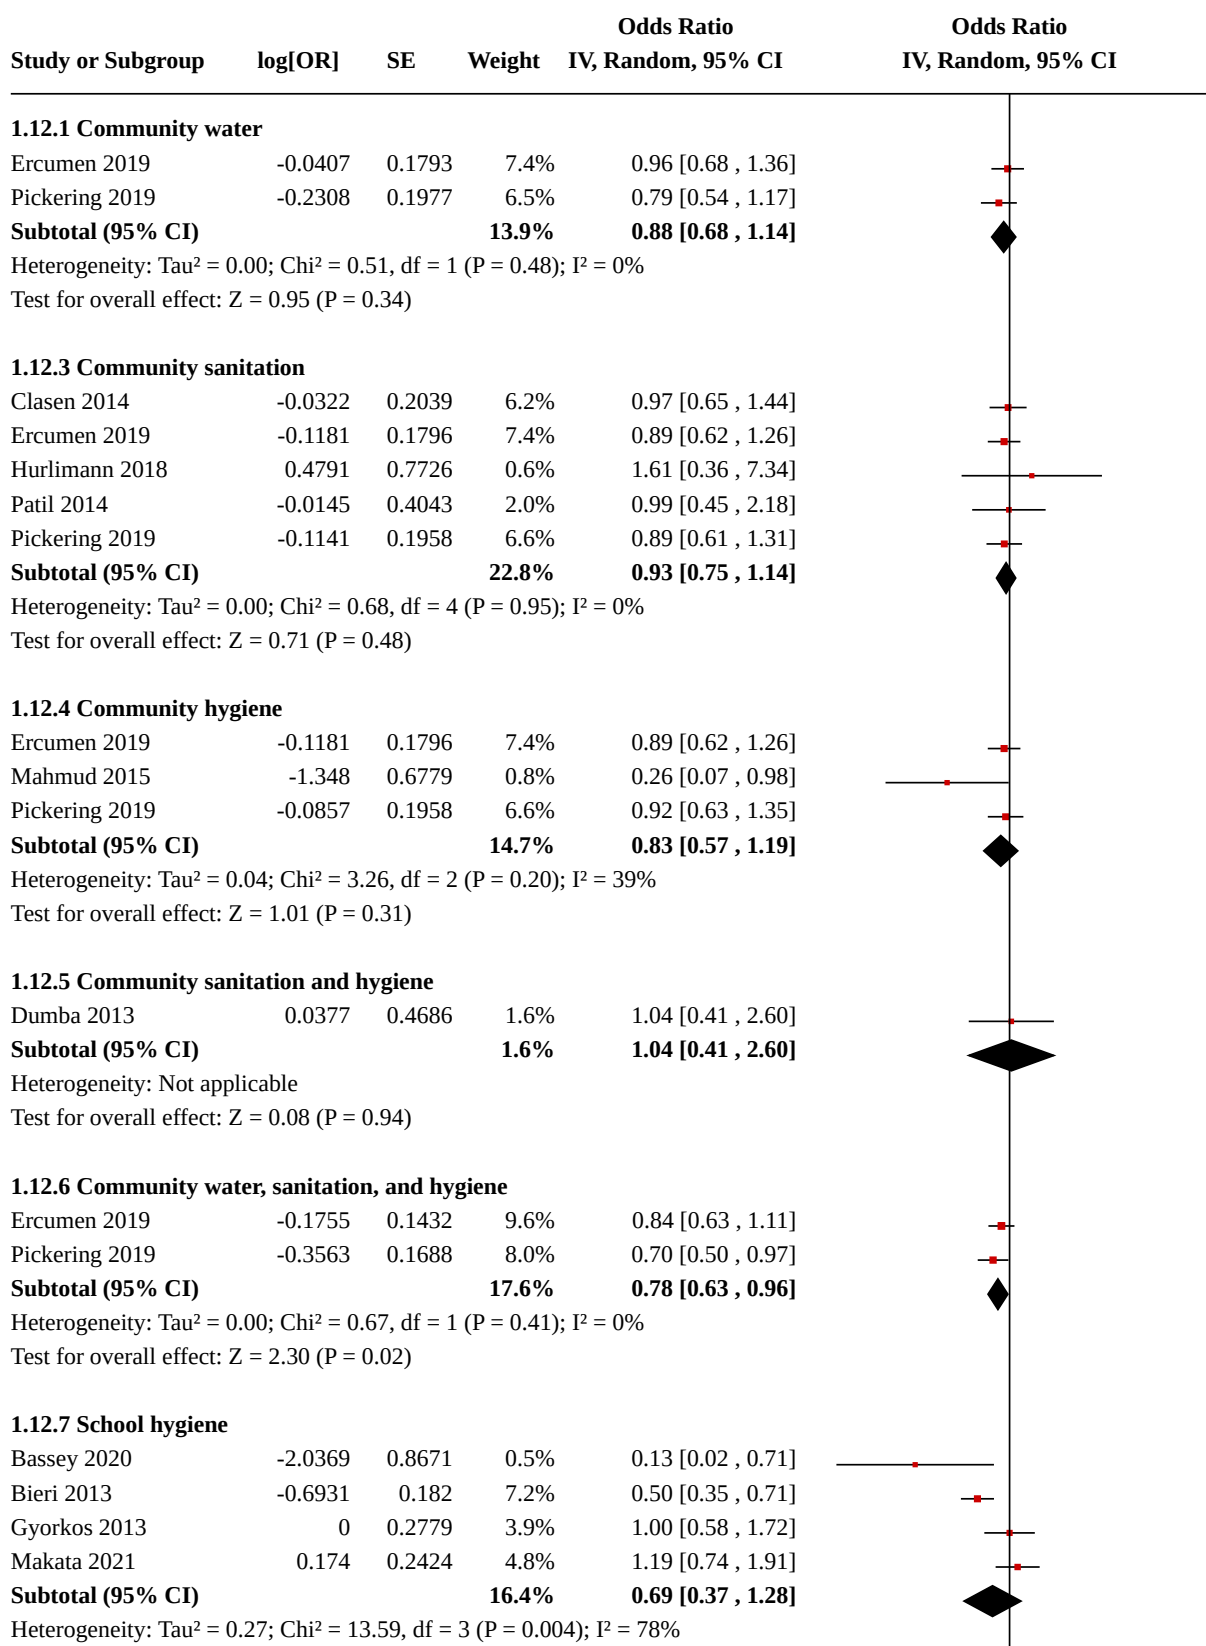 Odds Ratio Odds Ratio
Study or Subgroup log[OR] SE Weight IV, Random, 95% CI IV, Random, 95% CI
1.12.1 Community water
Ercumen 2019 -0.0407 0.1793 7.4% 0.96 [0.68 , 1.36]
Pickering 2019 -0.2308 0.1977 6.5% 0.79 [0.54 , 1.17]
Subtotal (95% CI) 13.9% 0.88 [0.68 , 1.14]
Heterogeneity: Tau² = 0.00; Chi² = 0.51, df = 1 (P = 0.48); I² = 0%
Test for overall effect: Z = 0.95 (P = 0.34)
1.12.3 Community sanitation
Clasen 2014 -0.0322 0.2039 6.2% 0.97 [0.65 , 1.44]
Ercumen 2019 -0.1181 0.1796 7.4% 0.89 [0.62 , 1.26]
Hurlimann 2018 0.4791 0.7726 0.6% 1.61 [0.36 , 7.34]
Patil 2014 -0.0145 0.4043 2.0% 0.99 [0.45 , 2.18]
Pickering 2019 -0.1141 0.1958 6.6% 0.89 [0.61 , 1.31]
Subtotal (95% CI) 22.8% 0.93 [0.75 , 1.14]
Heterogeneity: Tau² = 0.00; Chi² = 0.68, df = 4 (P = 0.95); I² = 0%
Test for overall effect: Z = 0.71 (P = 0.48)
1.12.4 Community hygiene
Ercumen 2019 -0.1181 0.1796 7.4% 0.89 [0.62 , 1.26]
Mahmud 2015 -1.348 0.6779 0.8% 0.26 [0.07 , 0.98]
Pickering 2019 -0.0857 0.1958 6.6% 0.92 [0.63 , 1.35]
Subtotal (95% CI) 14.7% 0.83 [0.57 , 1.19]
Heterogeneity: Tau² = 0.04; Chi² = 3.26, df = 2 (P = 0.20); I² = 39%
Test for overall effect: Z = 1.01 (P = 0.31)
1.12.5 Community sanitation and hygiene
Dumba 2013 0.0377 0.4686 1.6% 1.04 [0.41 , 2.60]
Subtotal (95% CI) 1.6% 1.04 [0.41 , 2.60]
Heterogeneity: Not applicable
Test for overall effect: Z = 0.08 (P = 0.94)
1.12.6 Community water, sanitation, and hygiene
Ercumen 2019 -0.1755 0.1432 9.6% 0.84 [0.63 , 1.11]
Pickering 2019 -0.3563 0.1688 8.0% 0.70 [0.50 , 0.97]
Subtotal (95% CI) 17.6% 0.78 [0.63 , 0.96]
Heterogeneity: Tau² = 0.00; Chi² = 0.67, df = 1 (P = 0.41); I² = 0%
Test for overall effect: Z = 2.30 (P = 0.02)
1.12.7 School hygiene
Bassey 2020 -2.0369 0.8671 0.5% 0.13 [0.02 , 0.71]
Bieri 2013 -0.6931 0.182 7.2% 0.50 [0.35 , 0.71]
Gyorkos 2013 0 0.2779 3.9% 1.00 [0.58 , 1.72]
Makata 2021 0.174 0.2424 4.8% 1.19 [0.74 , 1.91]
Subtotal (95% CI) 16.4% 0.69 [0.37 , 1.28]
Heterogeneity: Tau² = 0.27; Chi² = 13.59, df = 3 (P = 0.004); I² = 78%